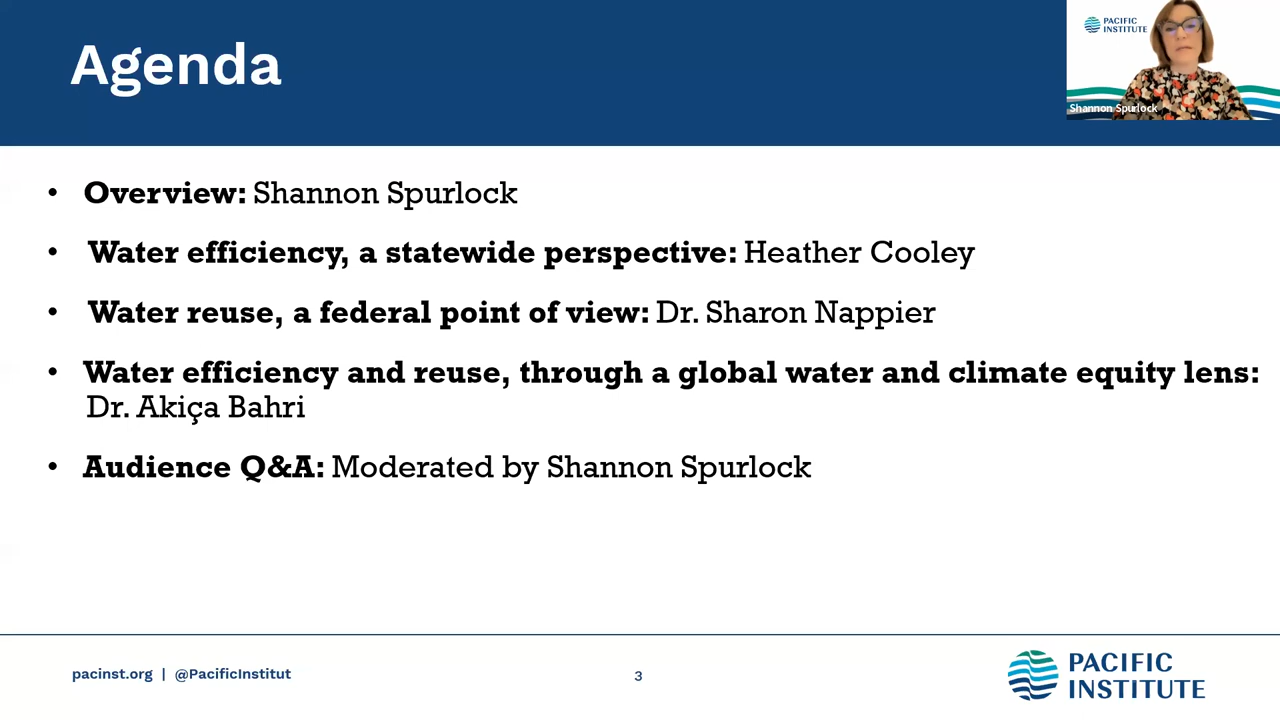 Agenda
PACIFIC
INSTITUTE
Shannon Spurlock
• Overview: Shannon Spurlock
• Water efficiency, a statewide perspective: Heather Cooley
• Water reuse, a federal point of view: Dr. Sharon Nappier
• Water efficiency and reuse, through a global water and climate equity lens:
Dr. Akiça Bahri
• Audience Q&A: Moderated by Shannon Spurlock
pacinst.org | @PacificInstitut
3
PACIFIC
INSTITUTE